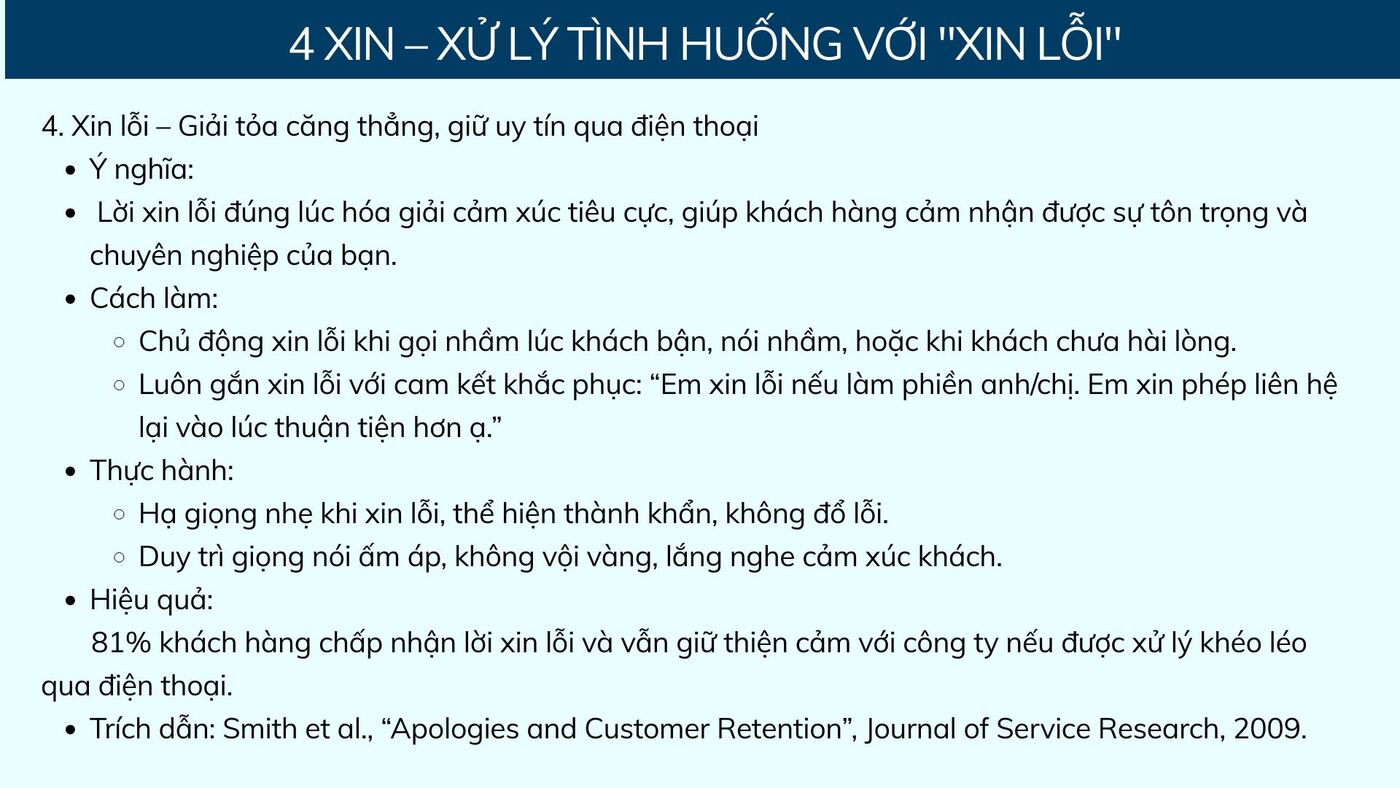 4 XIN – XỬ LÝ TÌNH HUỐNG VỚI "XIN LỖI"
4. Xin lỗi – Giải tỏa căng thẳng, giữ uy tín qua điện thoại
• Ý nghĩa:
• Lời xin lỗi đúng lúc hóa giải cảm xúc tiêu cực, giúp khách hàng cảm nhận được sự tôn trọng và
chuyên nghiệp của bạn.
• Cách làm:
◦ Chủ động xin lỗi khi gọi nhầm lúc khách bận, nói nhầm, hoặc khi khách chưa hài lòng.
◦ Luôn gắn xin lỗi với cam kết khắc phục: “Em xin lỗi nếu làm phiền anh/chị. Em xin phép liên hệ
lại vào lúc thuận tiện hơn ạ.”
• Thực hành:
◦ Hạ giọng nhẹ khi xin lỗi, thể hiện thành khẩn, không đổ lỗi.
◦ Duy trì giọng nói ấm áp, không vội vàng, lắng nghe cảm xúc khách.
• Hiệu quả:
81% khách hàng chấp nhận lời xin lỗi và vẫn giữ thiện cảm với công ty nếu được xử lý khéo léo
qua điện thoại.
• Trích dẫn: Smith et al., “Apologies and Customer Retention”, Journal of Service Research, 2009.